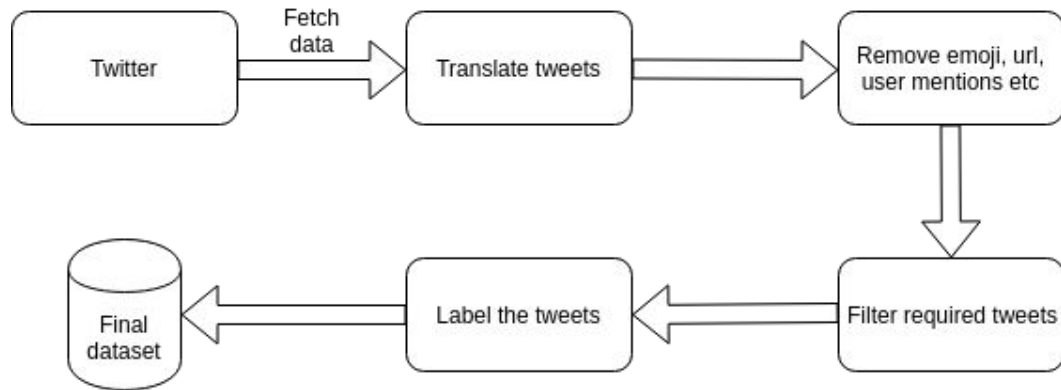 Twitter
Fetch
data
Translate tweets
Remove emoji, url,
user mentions etc
Filter required tweets
Label the tweets
Final
dataset